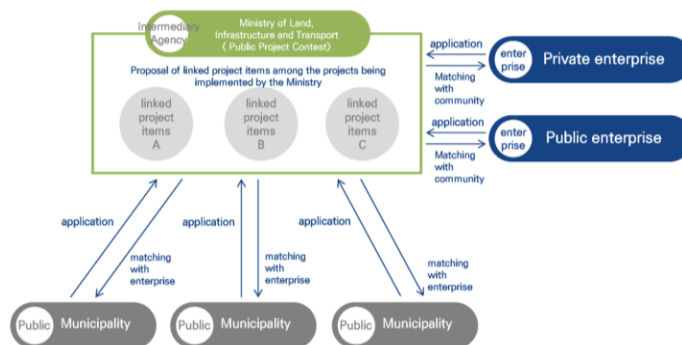 Intermediary
Agency
Ministry of Land,
Infrastructure and Transport
( Public Project Contest)
Proposal of linked project items among the projects being
implemented by the Ministry
linked
project
items
A
linked
project
items
B
linked
project
items
C
application
Matching
with
community
enter
prise
Private enterprise
application
Matching
with
community
enter
prise
Public enterprise
application
matching
with
enterprise
application
matching
with
enterprise
application
matching
with
enterprise
Public
Municipality
Public
Municipality
Public
Municipality